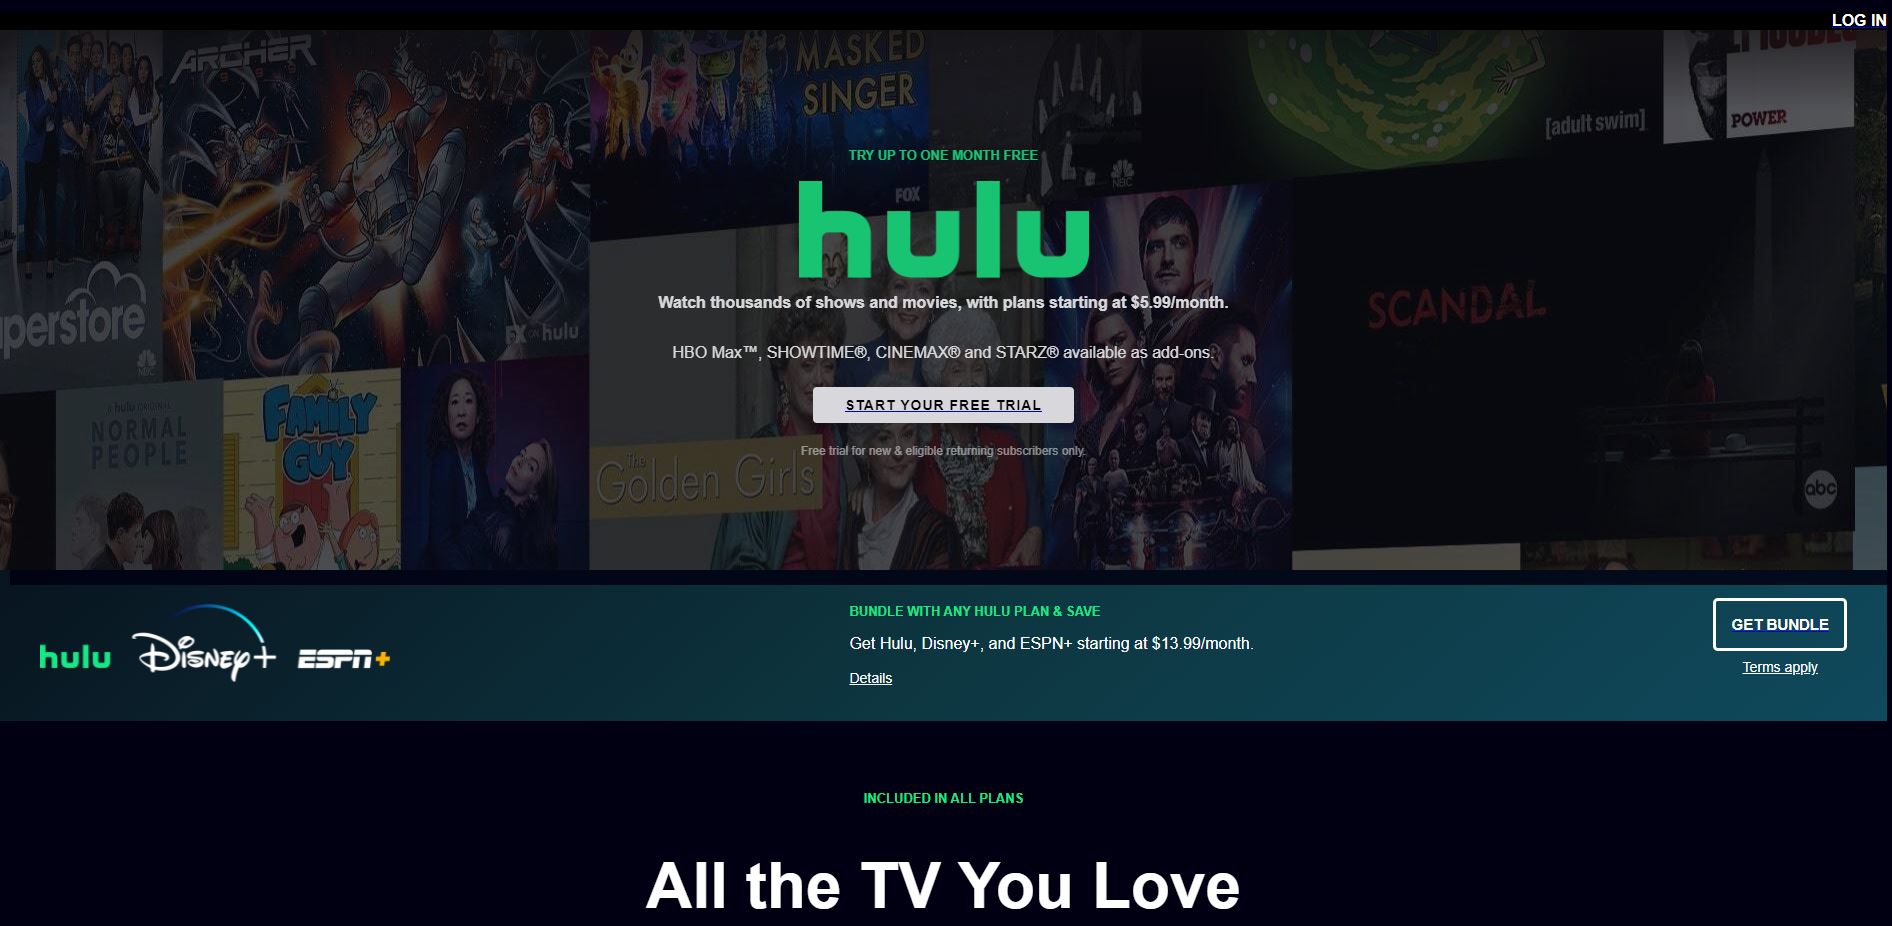 LOG IN
ARCHER
1999
MASKED
SINGER
FOX
NBC
[adult swim]
POWER
TRY UP TO ONE MONTH FREE
hulu
Watch thousands of shows and movies, with plans starting at $5.99/month.
HBO Max™, SHOWTIME®, CINEMAX® and STARZ® available as add-ons.
START YOUR FREE TRIAL
Free trial for new & eligible returning subscribers only.
perstore
NBC
FX ON hulu
SCANDAL
abc
A hulu ORIGINAL
NORMAL
PEOPLE
FAMILY
GUY
The
Golden Girls
hulu Disney+ ESPN+
BUNDLE WITH ANY HULU PLAN & SAVE
Get Hulu, Disney+, and ESPN+ starting at $13.99/month.
Details
GET BUNDLE
Terms apply
INCLUDED IN ALL PLANS
All the TV You Love